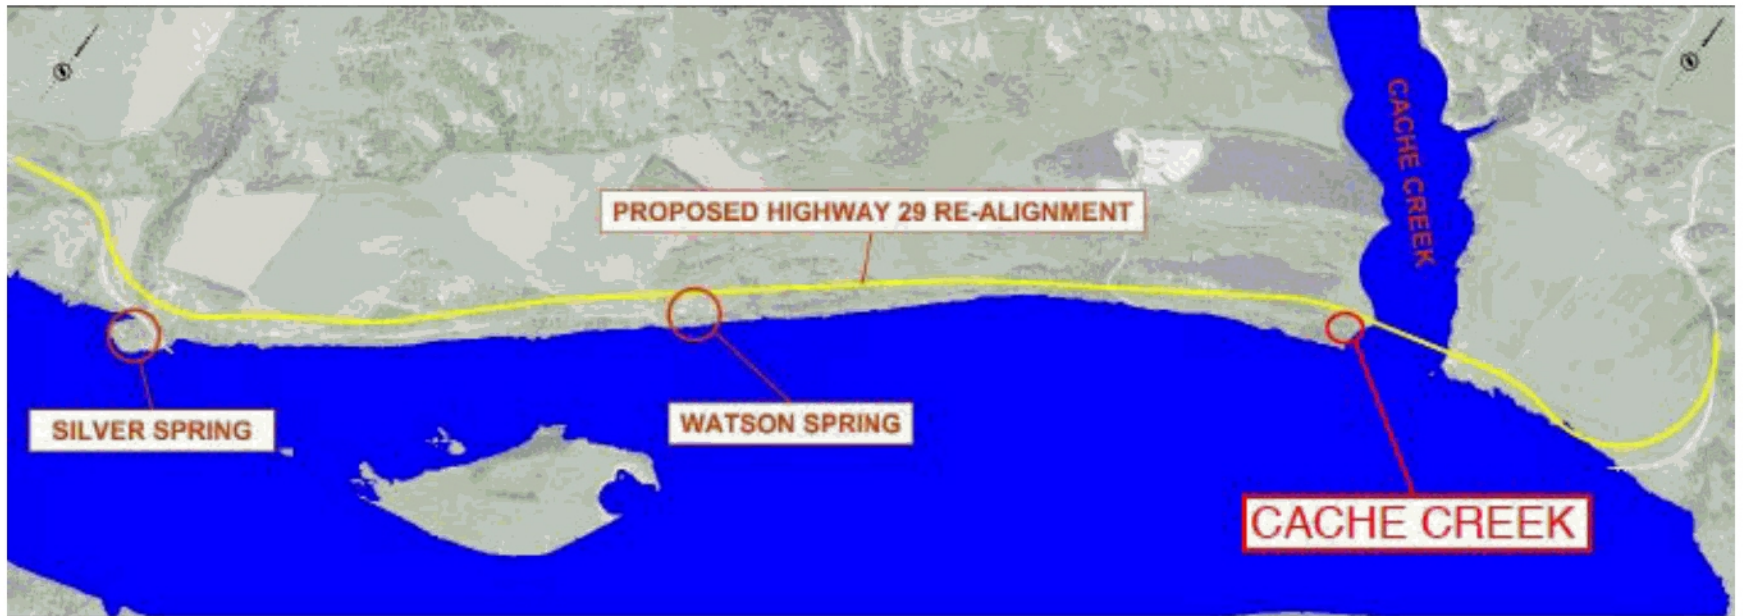 CACHE CREEK
PROPOSED HIGHWAY 29 RE-ALIGNMENT
SILVER SPRING
WATSON SPRING
CACHE CREEK